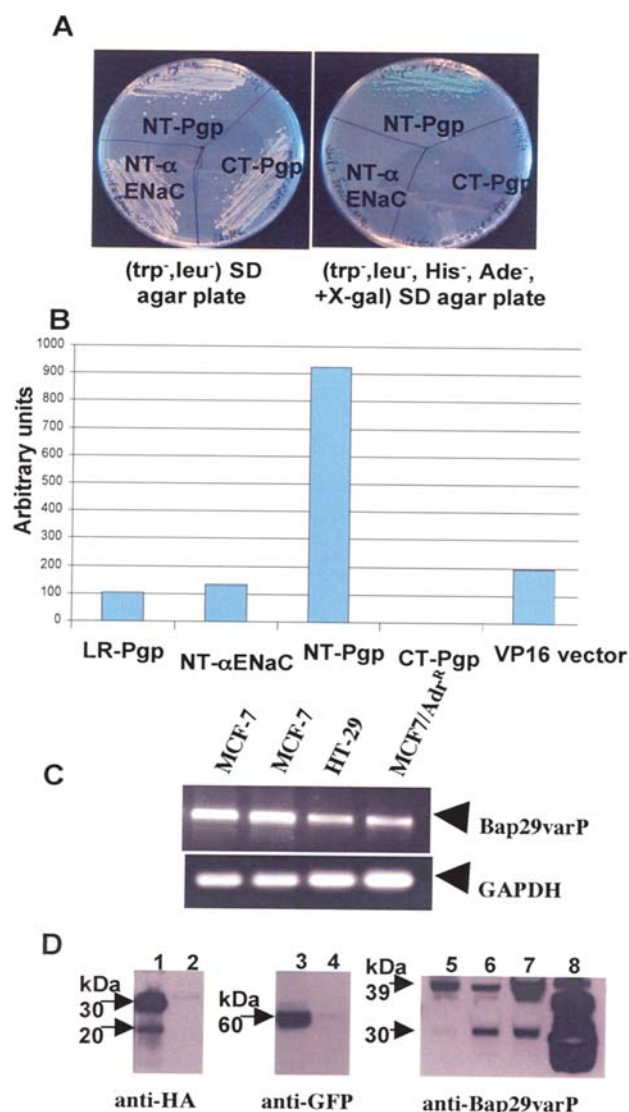 A
NT-Pgp
NT-α
ENaC
CT-Pgp
NT-Pgp
NT-α
ENaC
CT-Pgp
(trp-,leu-) SD
agar plate
(trp-,leu-, His-, Ade-,
+X-gal) SD agar plate
B
Arbitrary units
1000
900
800
700
600
500
400
300
200
100
0
LR-Pgp
NT-αENaC
NT-Pgp
CT-Pgp
VP16 vector
C
MCF-7
MCF-7
HT-29
MCF7/Adr-R
Bap29varP
GAPDH
D
kDa
30
20
1 2
anti-HA
kDa
60
3 4
anti-GFP
kDa
39
30
5 6 7 8
anti-Bap29varP